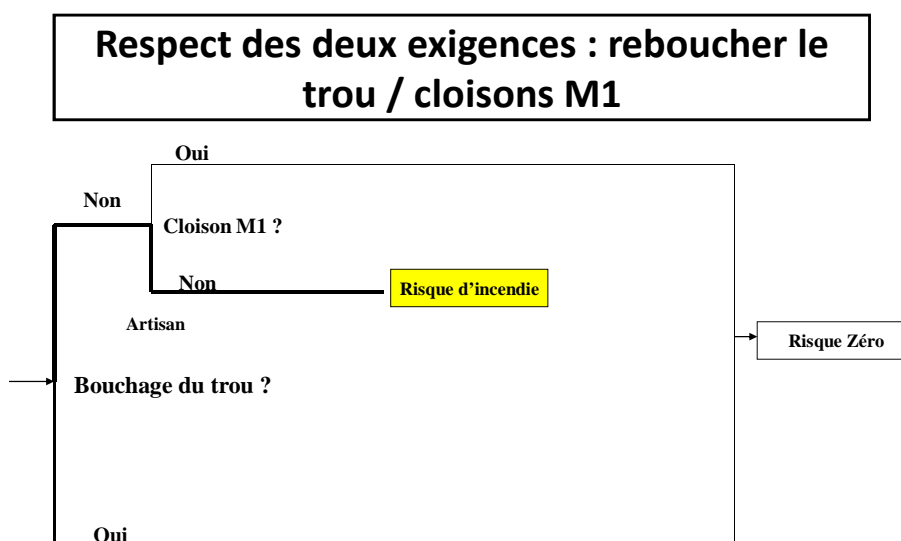 Respect des deux exigences : reboucher le
trou / cloisons M1
Oui
Non
Cloison M1 ?
Non
Risque d’incendie
Artisan
Risque Zéro
Bouchage du trou ?
Oui